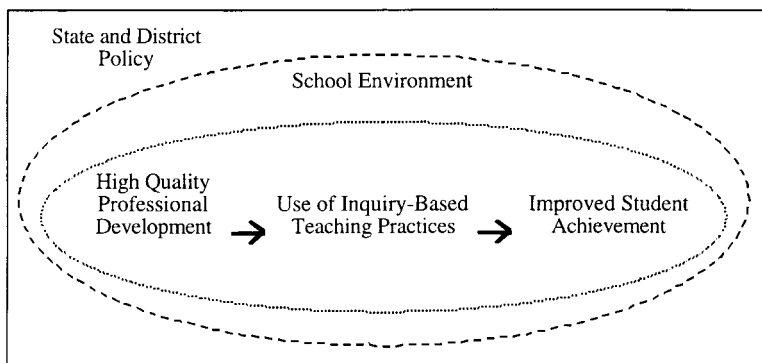 State and District
Policy
School Environment
High Quality
Professional
Development
Use of Inquiry-Based
Teaching Practices
Improved Student
Achievement